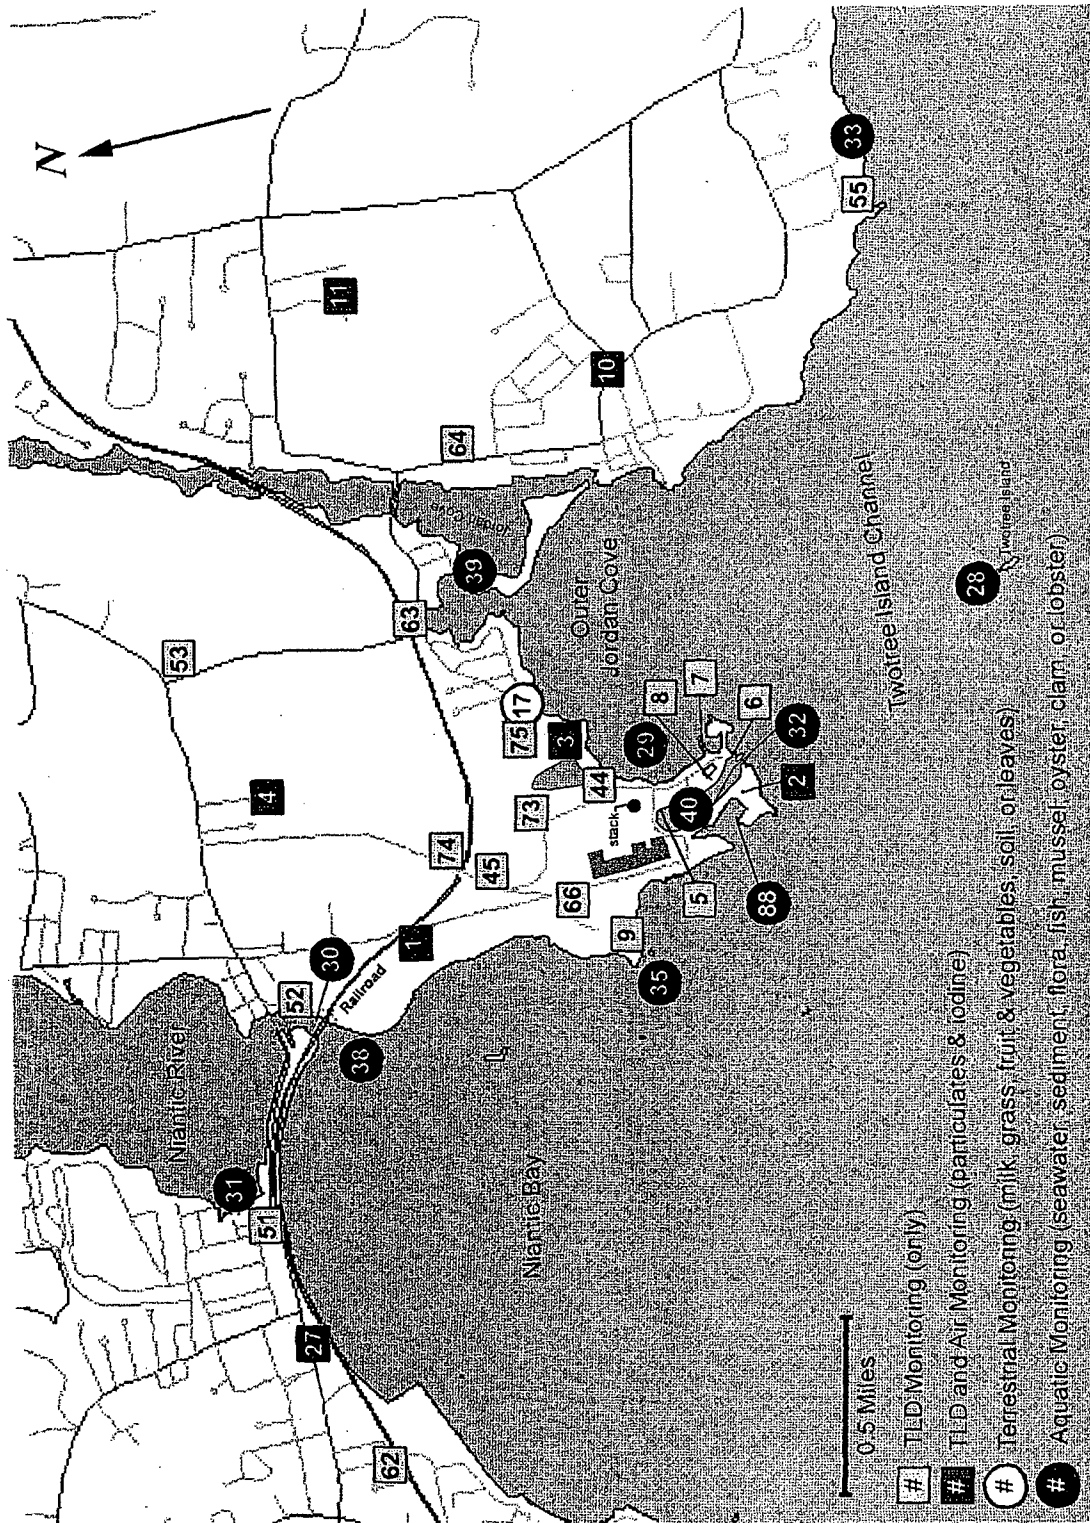 N
11
33
55
10
64
53
Jordan Cove
39
63
Outer
Jordan Cove
Twotree Island Channel
28
Twotree Island
4
17
75
3
8
7
6
29
44
32
2
73
stack
40
74
45
66
5
88
1
9
35
30
Railroad
52
38
Niantic River
31
51
Niantic Bay
27
62
0.5 Miles
# TLD Monitoring (only)
# TLD and Air Monitoring (particulates & iodine)
# Terrestrial Monitoring (milk, grass, fruit & vegetables, soil, or leaves)
# Aquatic Monitoring (seawater, sediment, flora, fish, mussel, oyster, clam, or lobster)